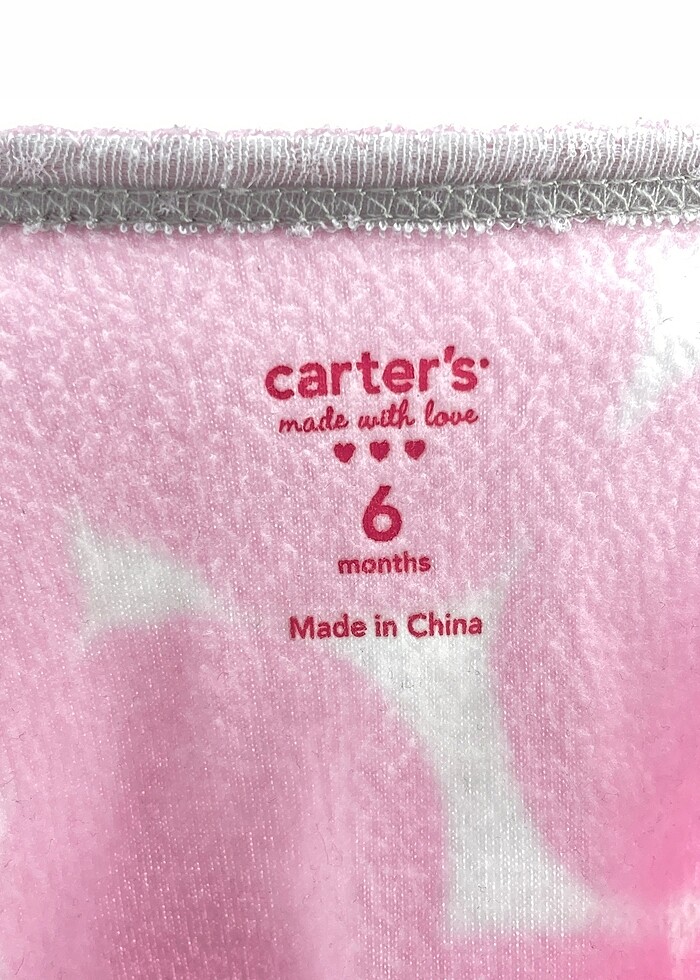 carter's
made with love
6
months
Made in China